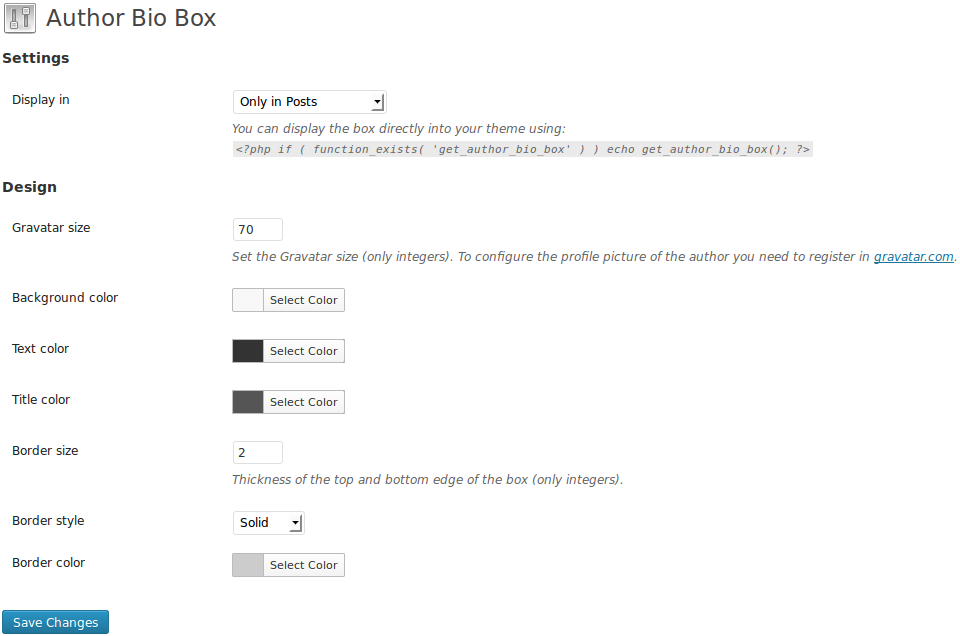 Author Bio Box
Settings
Display in
Only in Posts
You can display the box directly into your theme using:
<?php if ( function_exists( 'get_author_bio_box' ) ) echo get_author_bio_box(); ?>
Design
Gravatar size
70
Set the Gravatar size (only integers). To configure the profile picture of the author you need to register in gravatar.com.
Background color
Select Color
Text color
Select Color
Title color
Select Color
Border size
2
Thickness of the top and bottom edge of the box (only integers).
Border style
Solid
Border color
Select Color
Save Changes